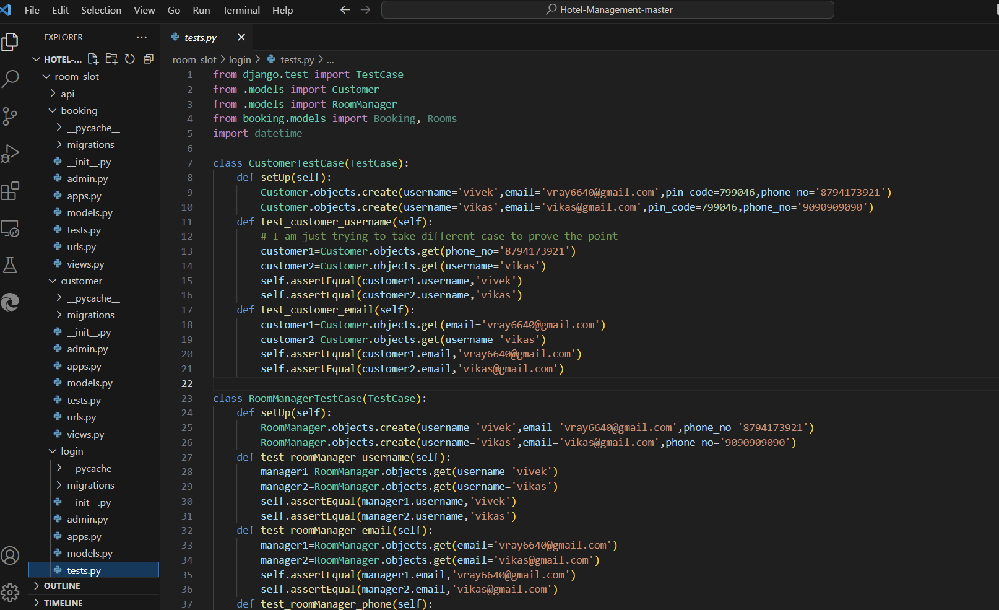 File Edit Selection View Go Run Terminal Help
Hotel-Management-master
EXPLORER
HOTEL-...
room_slot
api
booking
__pycache__
migrations
__init__.py
admin.py
apps.py
models.py
tests.py
urls.py
views.py
customer
__pycache__
migrations
__init__.py
admin.py
apps.py
models.py
tests.py
urls.py
views.py
login
__pycache__
migrations
__init__.py
admin.py
apps.py
models.py
tests.py
OUTLINE
TIMELINE
tests.py
room_slot > login > tests.py > ...
1 from django.test import TestCase
2 from .models import Customer
3 from .models import RoomManager
4 from booking.models import Booking, Rooms
5 import datetime
6
7 class CustomerTestCase(TestCase):
8 def setUp(self):
9 Customer.objects.create(username='vivek',email='vray6640@gmail.com',pin_code=799046,phone_no='8794173921')
10 Customer.objects.create(username='vikas',email='vikas@gmail.com',pin_code=799046,phone_no='9090909090')
11 def test_customer_username(self):
12 # I am just trying to take different case to prove the point
13 customer1=Customer.objects.get(phone_no='8794173921')
14 customer2=Customer.objects.get(username='vikas')
15 self.assertEqual(customer1.username,'vivek')
16 self.assertEqual(customer2.username,'vikas')
17 def test_customer_email(self):
18 customer1=Customer.objects.get(email='vray6640@gmail.com')
19 customer2=Customer.objects.get(username='vikas')
20 self.assertEqual(customer1.email,'vray6640@gmail.com')
21 self.assertEqual(customer2.email,'vikas@gmail.com')
22
23 class RoomManagerTestCase(TestCase):
24 def setUp(self):
25 RoomManager.objects.create(username='vivek',email='vray6640@gmail.com',phone_no='8794173921')
26 RoomManager.objects.create(username='vikas',email='vikas@gmail.com',phone_no='9090909090')
27 def test_roomManager_username(self):
28 manager1=RoomManager.objects.get(username='vivek')
29 manager2=RoomManager.objects.get(username='vikas')
30 self.assertEqual(manager1.username,'vivek')
31 self.assertEqual(manager2.username,'vikas')
32 def test_roomManager_email(self):
33 manager1=RoomManager.objects.get(email='vray6640@gmail.com')
34 manager2=RoomManager.objects.get(email='vikas@gmail.com')
35 self.assertEqual(manager1.email,'vray6640@gmail.com')
36 self.assertEqual(manager2.email,'vikas@gmail.com')
37 def test_roomManager_phone(self):